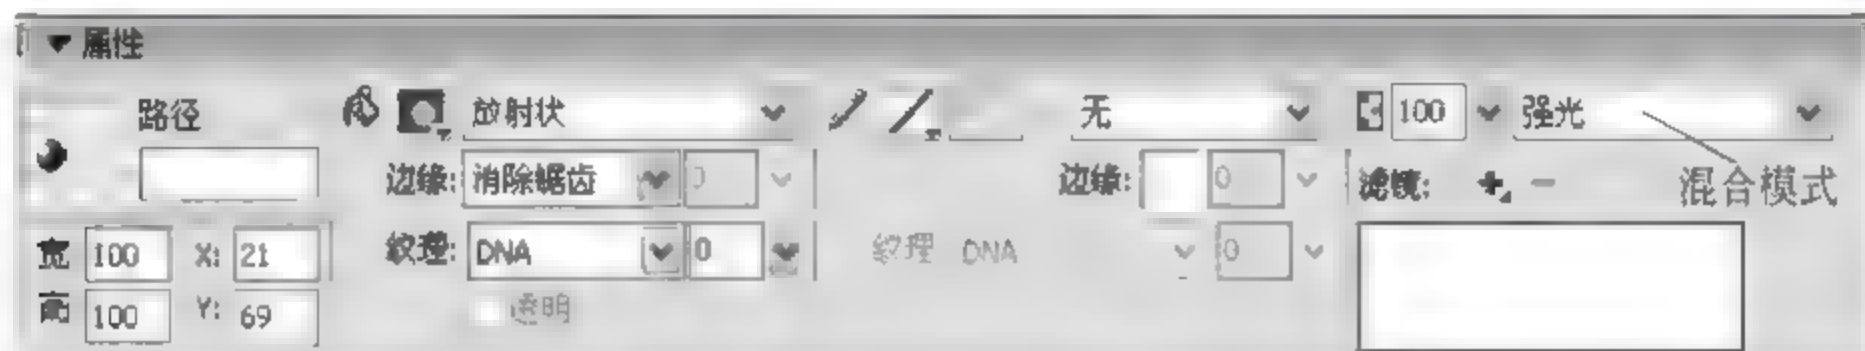 属性
路径 放射状 无 100 强光
边缘: 消除锯齿 0 边缘: 0 滤镜: 混合模式
宽 100 X: 21 纹理: DNA 0 纹理 DNA 0
高 100 Y: 69 透明